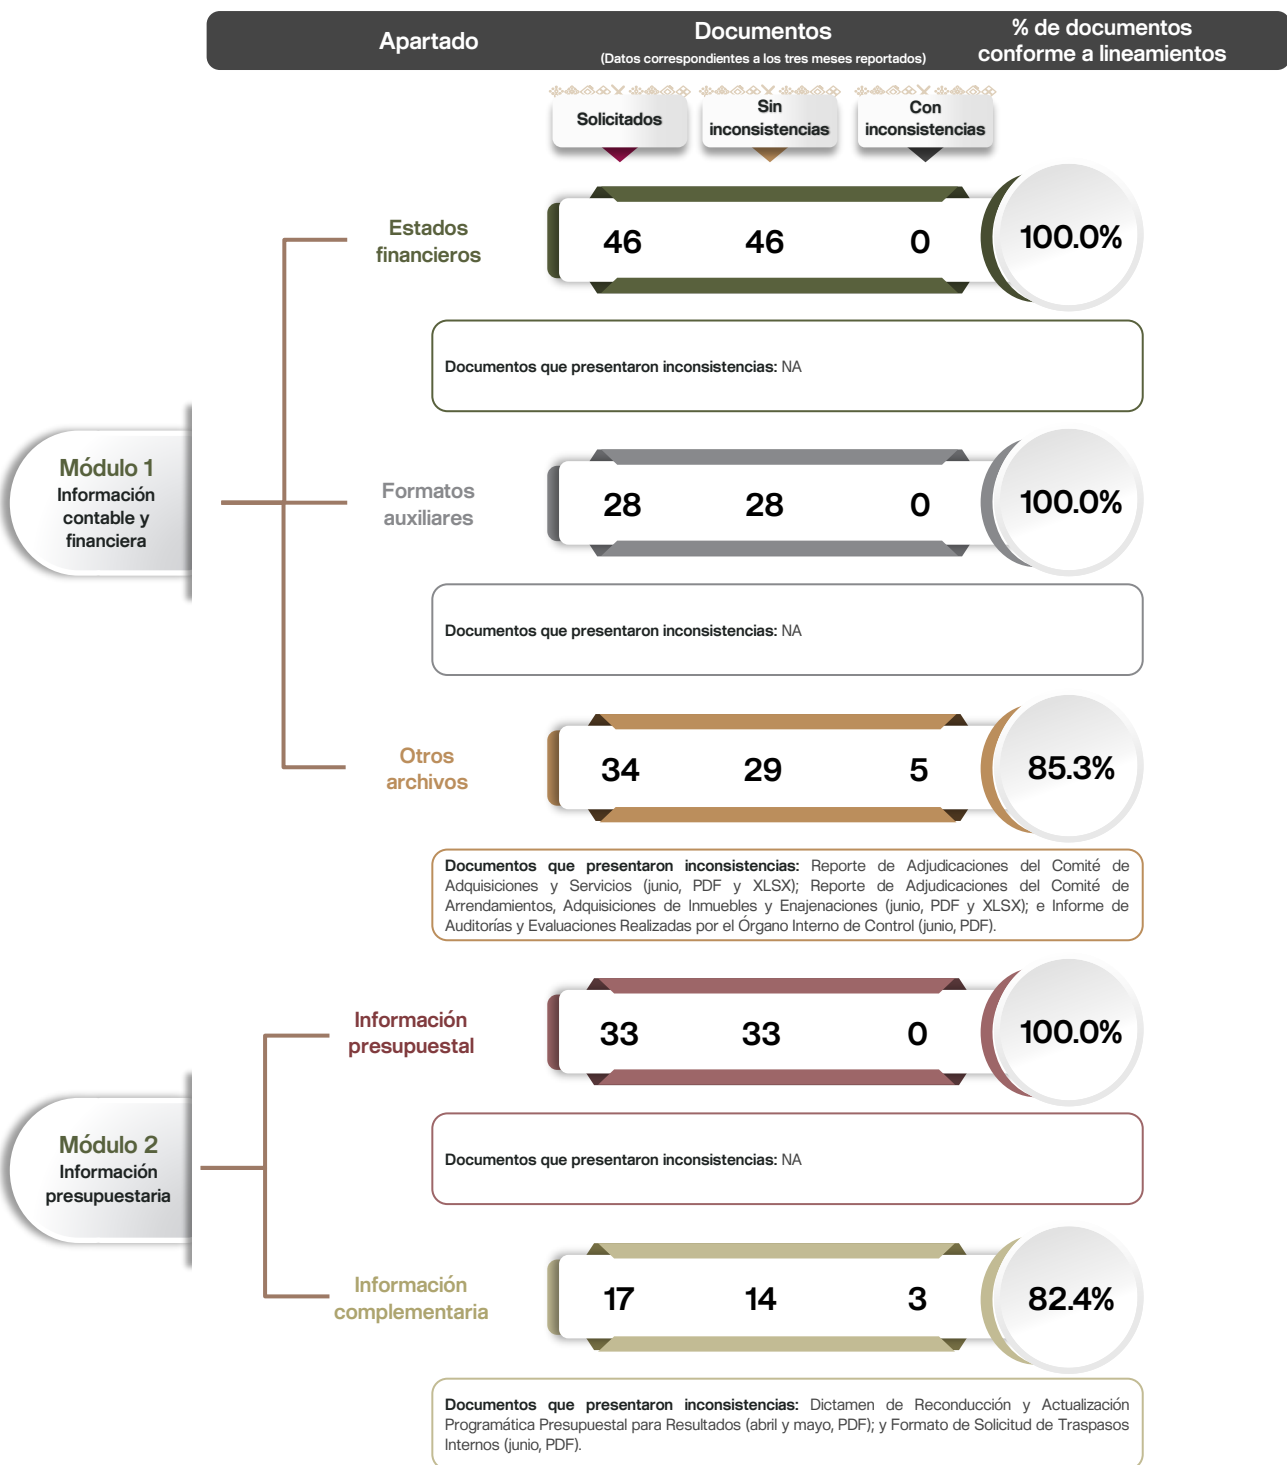 Apartado
Documentos
(Datos correspondientes a los tres meses reportados)
% de documentos
conforme a lineamientos
Solicitados
Sin
inconsistencias
Con
inconsistencias
Módulo 1
Información
contable y
financiera
Estados
financieros
46 46 0 100.0%
Documentos que presentaron inconsistencias: NA
Formatos
auxiliares
28 28 0 100.0%
Documentos que presentaron inconsistencias: NA
Otros
archivos
34 29 5 85.3%
Documentos que presentaron inconsistencias: Reporte de Adjudicaciones del Comité de
Adquisiciones y Servicios (junio, PDF y XLSX); Reporte de Adjudicaciones del Comité de
Arrendamientos, Adquisiciones de Inmuebles y Enajenaciones (junio, PDF y XLSX); e Informe de
Auditorías y Evaluaciones Realizadas por el Órgano Interno de Control (junio, PDF).
Módulo 2
Información
presupuestaria
Información
presupuestal
33 33 0 100.0%
Documentos que presentaron inconsistencias: NA
Información
complementaria
17 14 3 82.4%
Documentos que presentaron inconsistencias: Dictamen de Reconducción y Actualización
Programática Presupuestal para Resultados (abril y mayo, PDF); y Formato de Solicitud de Traspasos
Internos (junio, PDF).